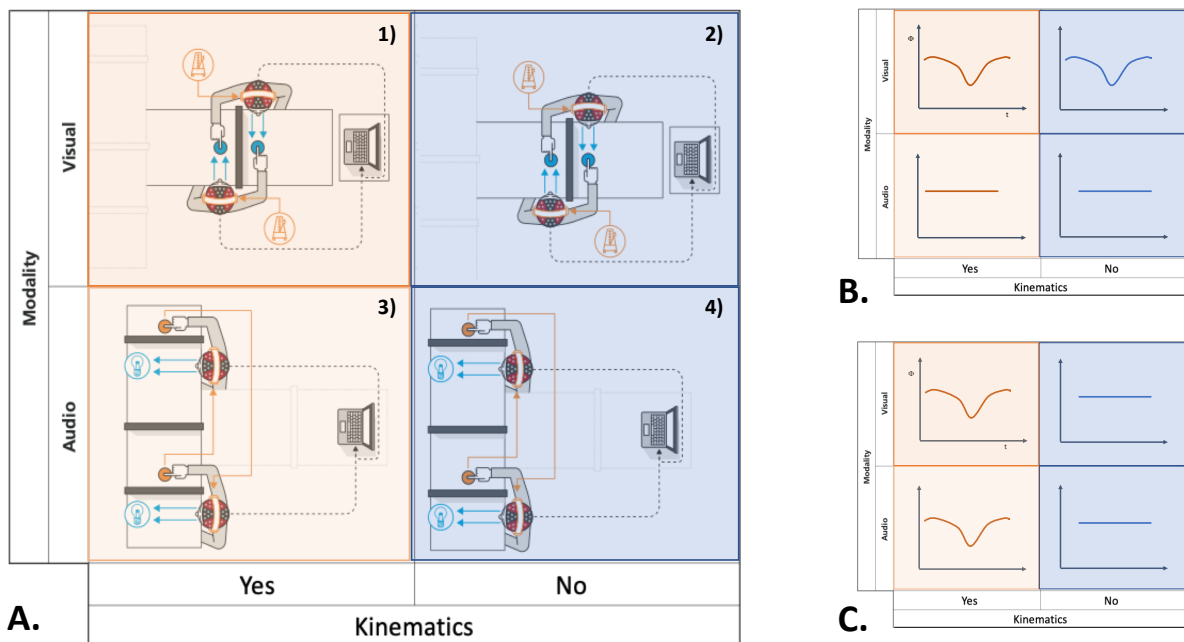 1)
2)
Visual
Modality
3)
4)
Audio
Yes
No
Kinematics
A.
Φ
t
Visual
Modality
Audio
Yes
No
Kinematics
B.
Φ
t
Visual
Modality
Audio
Yes
No
Kinematics
C.